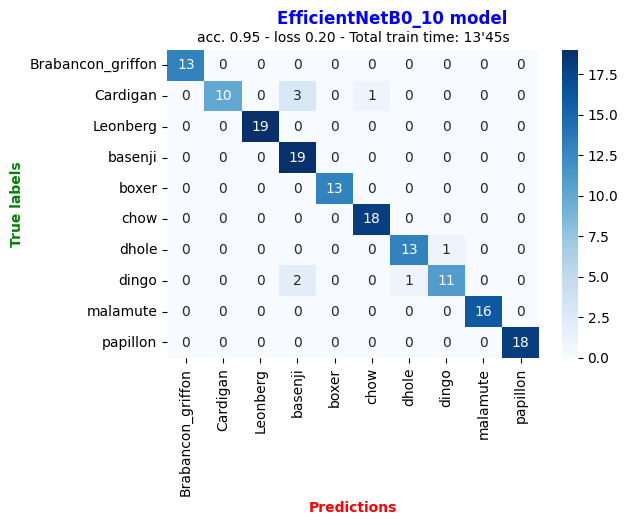 EfficientNetB0_10 model
acc. 0.95 - loss 0.20 - Total train time: 13'45s
True labels
Brabancon_griffon 13 0 0 0 0 0 0 0 0 0
Cardigan 0 10 0 3 0 1 0 0 0 0
Leonberg 0 0 19 0 0 0 0 0 0 0
basenji 0 0 0 19 0 0 0 0 0 0
boxer 0 0 0 0 13 0 0 0 0 0
chow 0 0 0 0 0 18 0 0 0 0
dhole 0 0 0 0 0 0 13 1 0 0
dingo 0 0 0 2 0 0 1 11 0 0
malamute 0 0 0 0 0 0 0 0 16 0
papillon 0 0 0 0 0 0 0 0 0 18
Brabancon_griffon
Cardigan
Leonberg
basenji
boxer
chow
dhole
dingo
malamute
papillon
Predictions
17.5
15.0
12.5
10.0
7.5
5.0
2.5
0.0